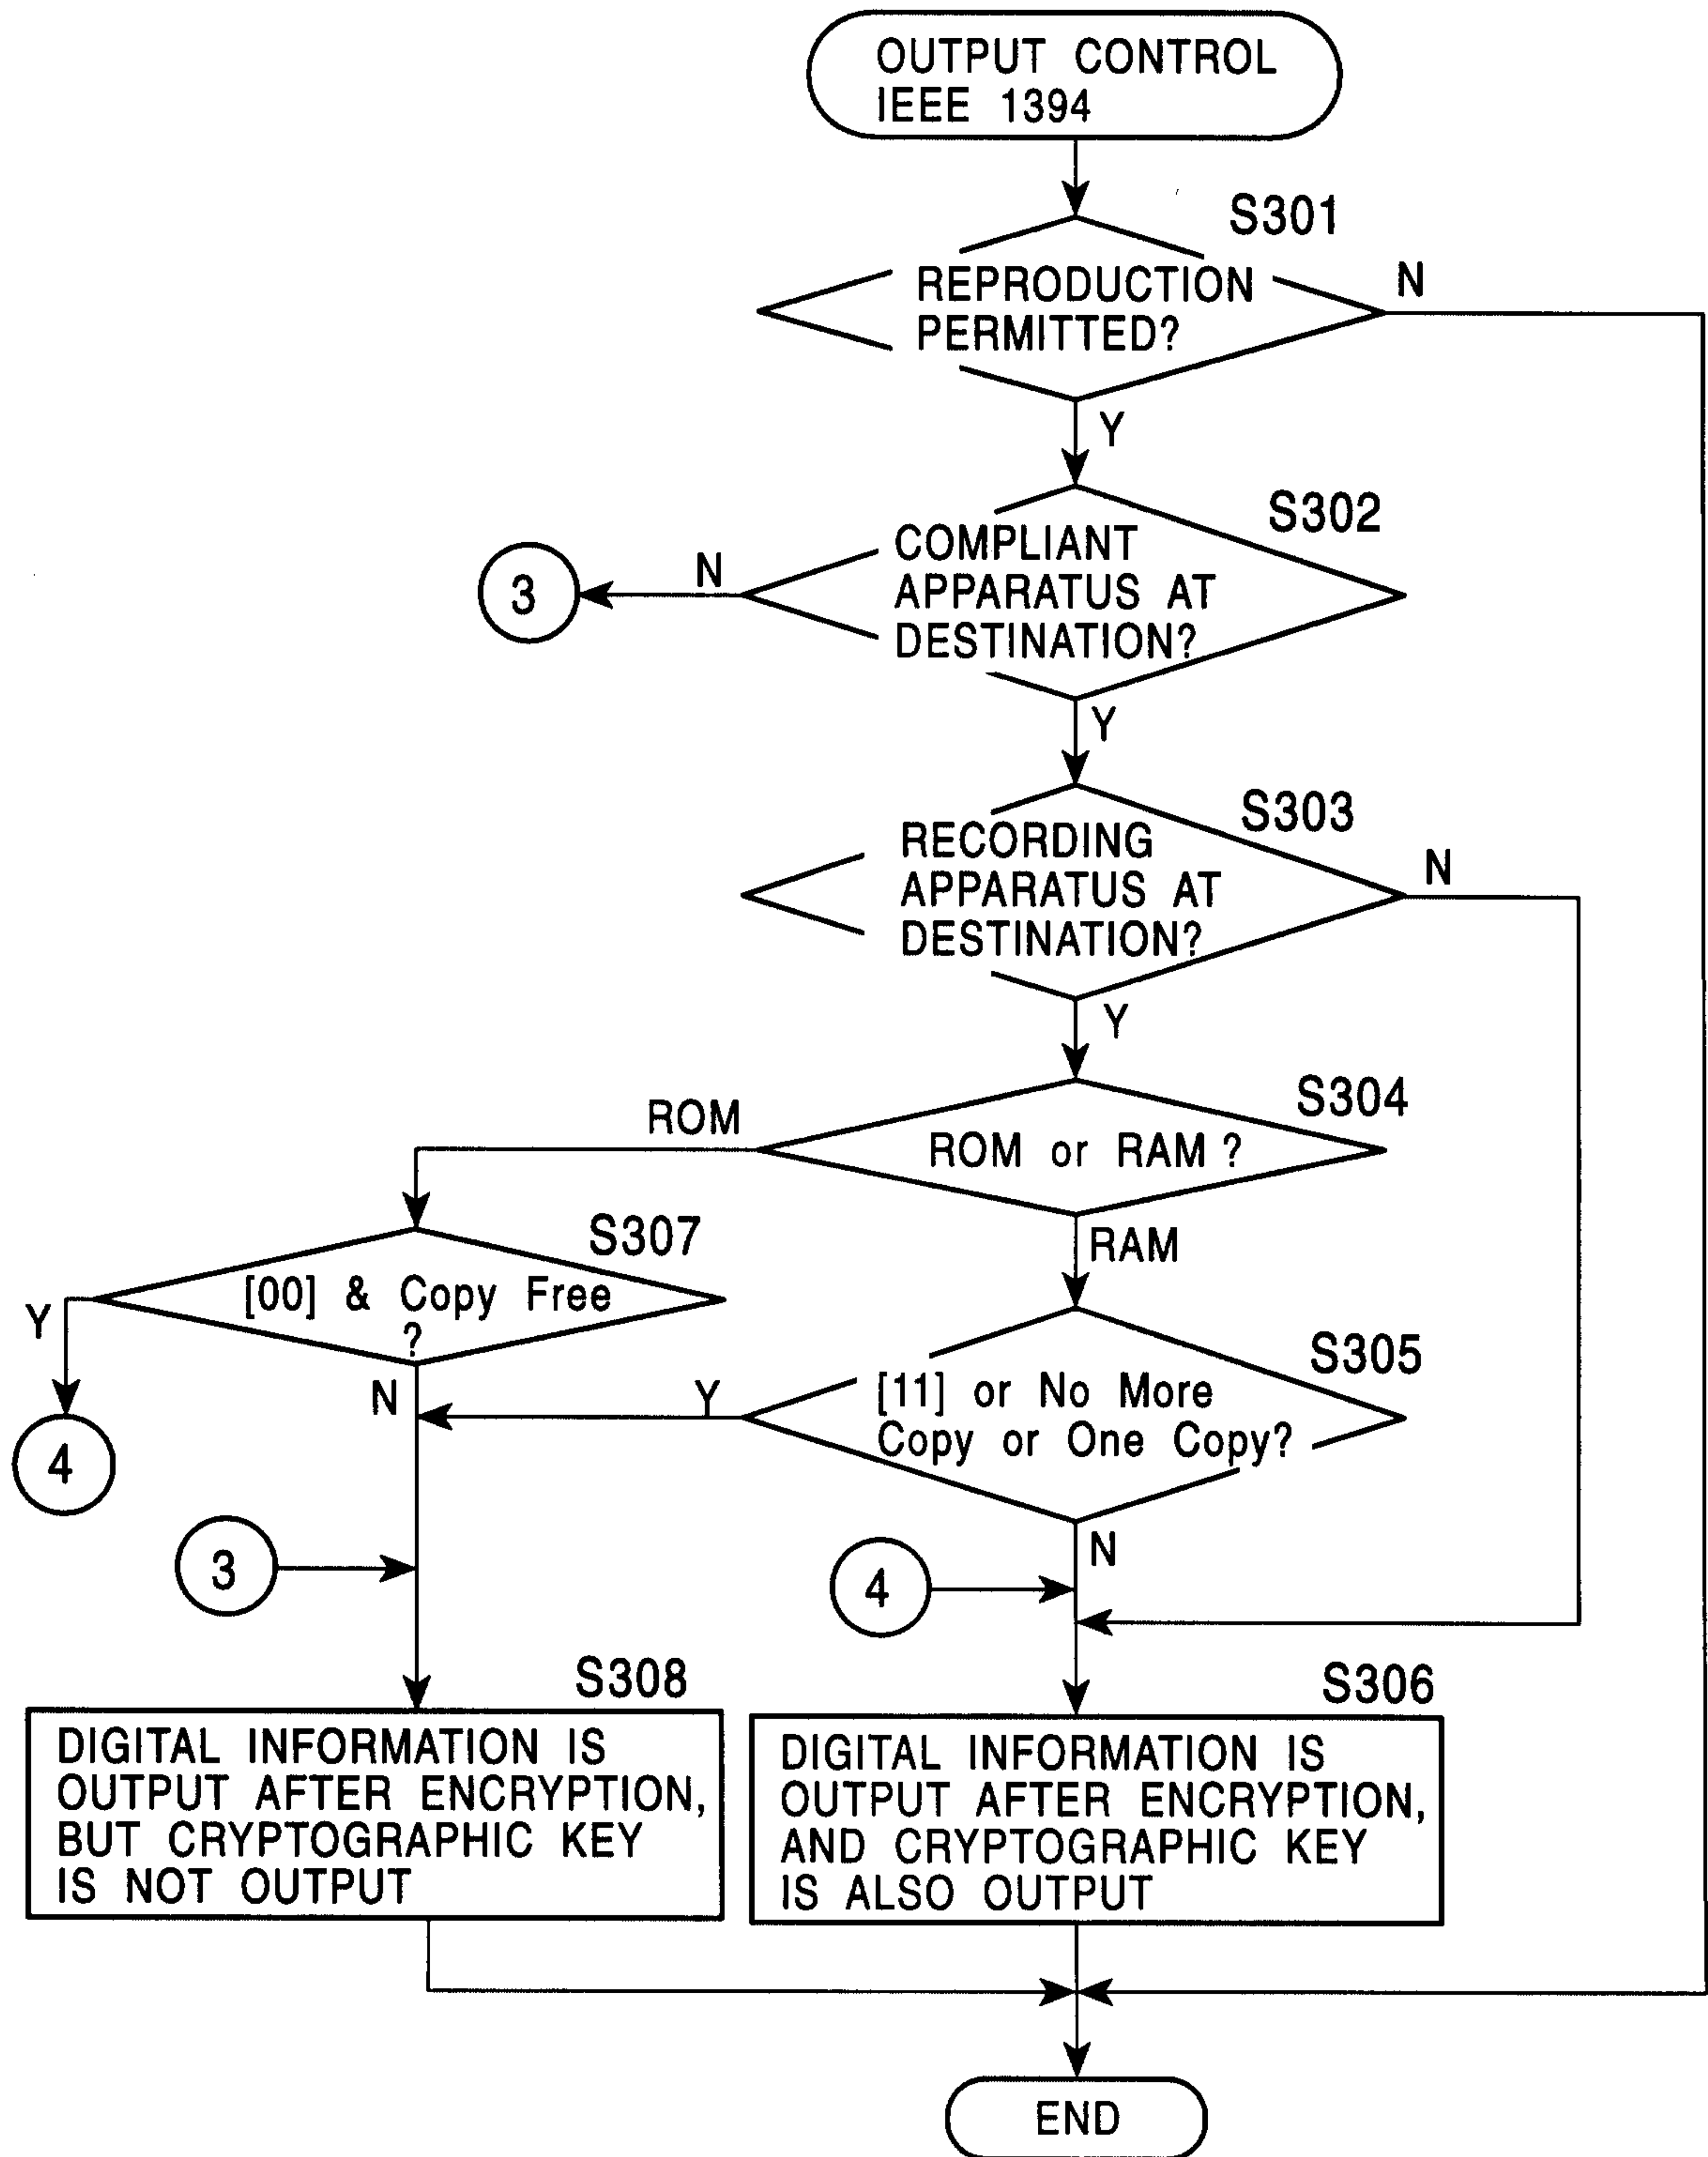 OUTPUT CONTROL
IEEE 1394
S301
REPRODUCTION
PERMITTED?
N
Y
S302
COMPLIANT
APPARATUS AT
DESTINATION?
N
3
Y
S303
RECORDING
APPARATUS AT
DESTINATION?
N
Y
S304
ROM or RAM ?
ROM
RAM
S307
[00] & Copy Free
?
Y
N
4
S305
[11] or No More
Copy or One Copy?
Y
N
3
4
S308
DIGITAL INFORMATION IS
OUTPUT AFTER ENCRYPTION,
BUT CRYPTOGRAPHIC KEY
IS NOT OUTPUT
S306
DIGITAL INFORMATION IS
OUTPUT AFTER ENCRYPTION,
AND CRYPTOGRAPHIC KEY
IS ALSO OUTPUT
END